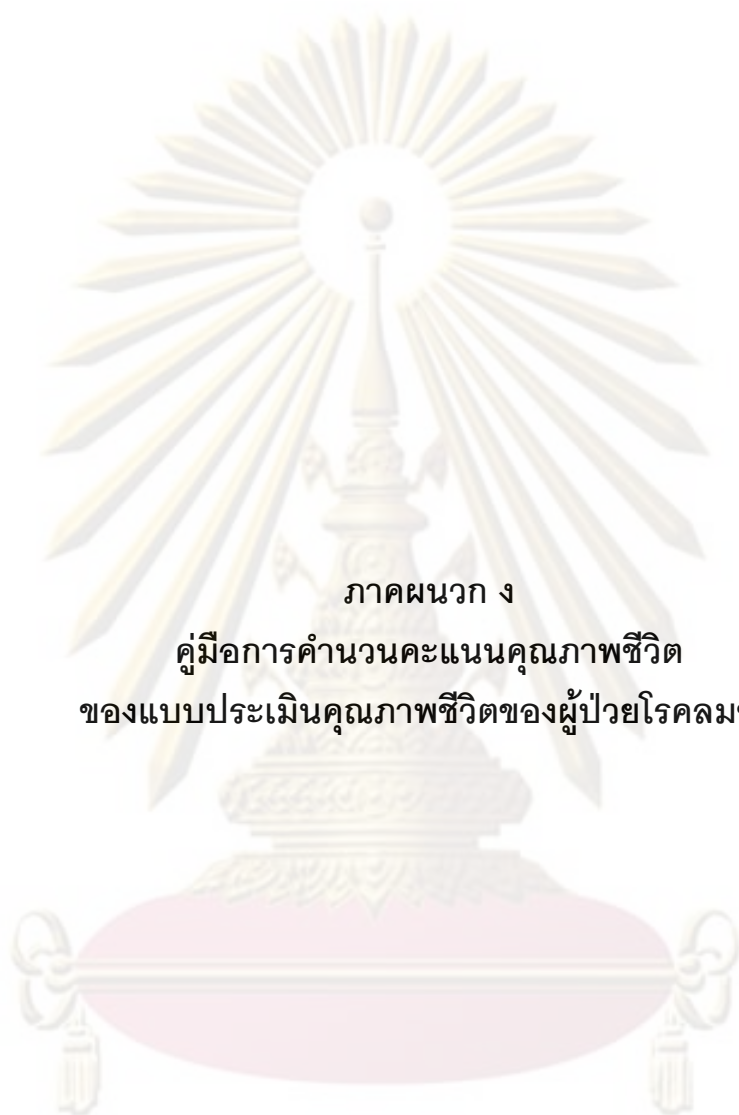 ภาคผนวก ง
คู่มือการคำนวนคะแนนคุณภาพชีวิต
ของแบบประเมินคุณภาพชีวิตของผู้ป่วยโรคลม